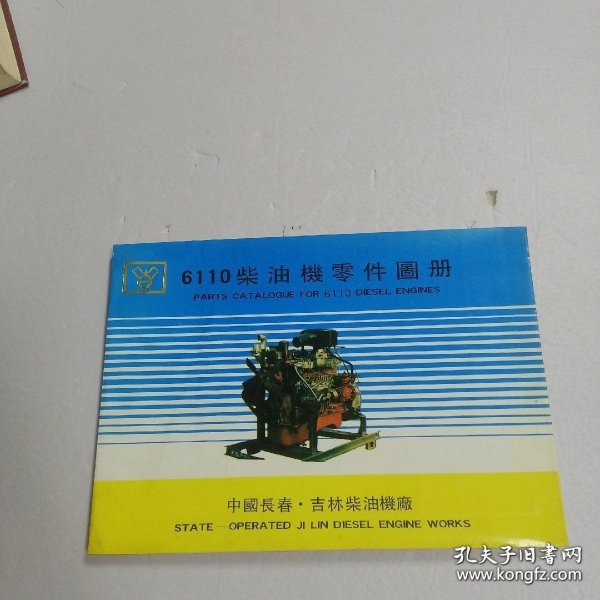 6110柴油機零件圖册
PARTS CATALOGUE FOR 6110 DIESEL ENGINES
中國長春·吉林柴油機廠
STATE—OPERATED JI LIN DIESEL ENGINE WORKS
孔夫子旧书网
www.kongfz.com